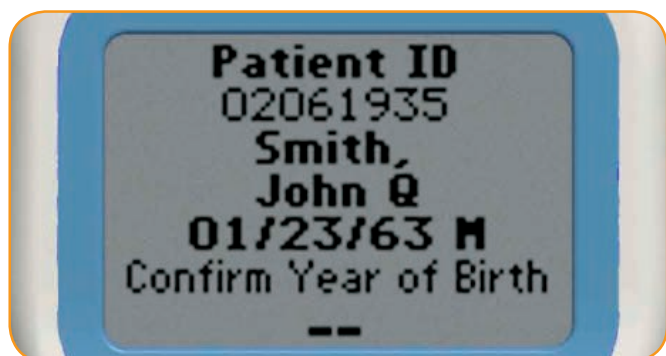 Patient ID
02061935
Smith,
John Q
01/23/63 M
Confirm Year of Birth
--